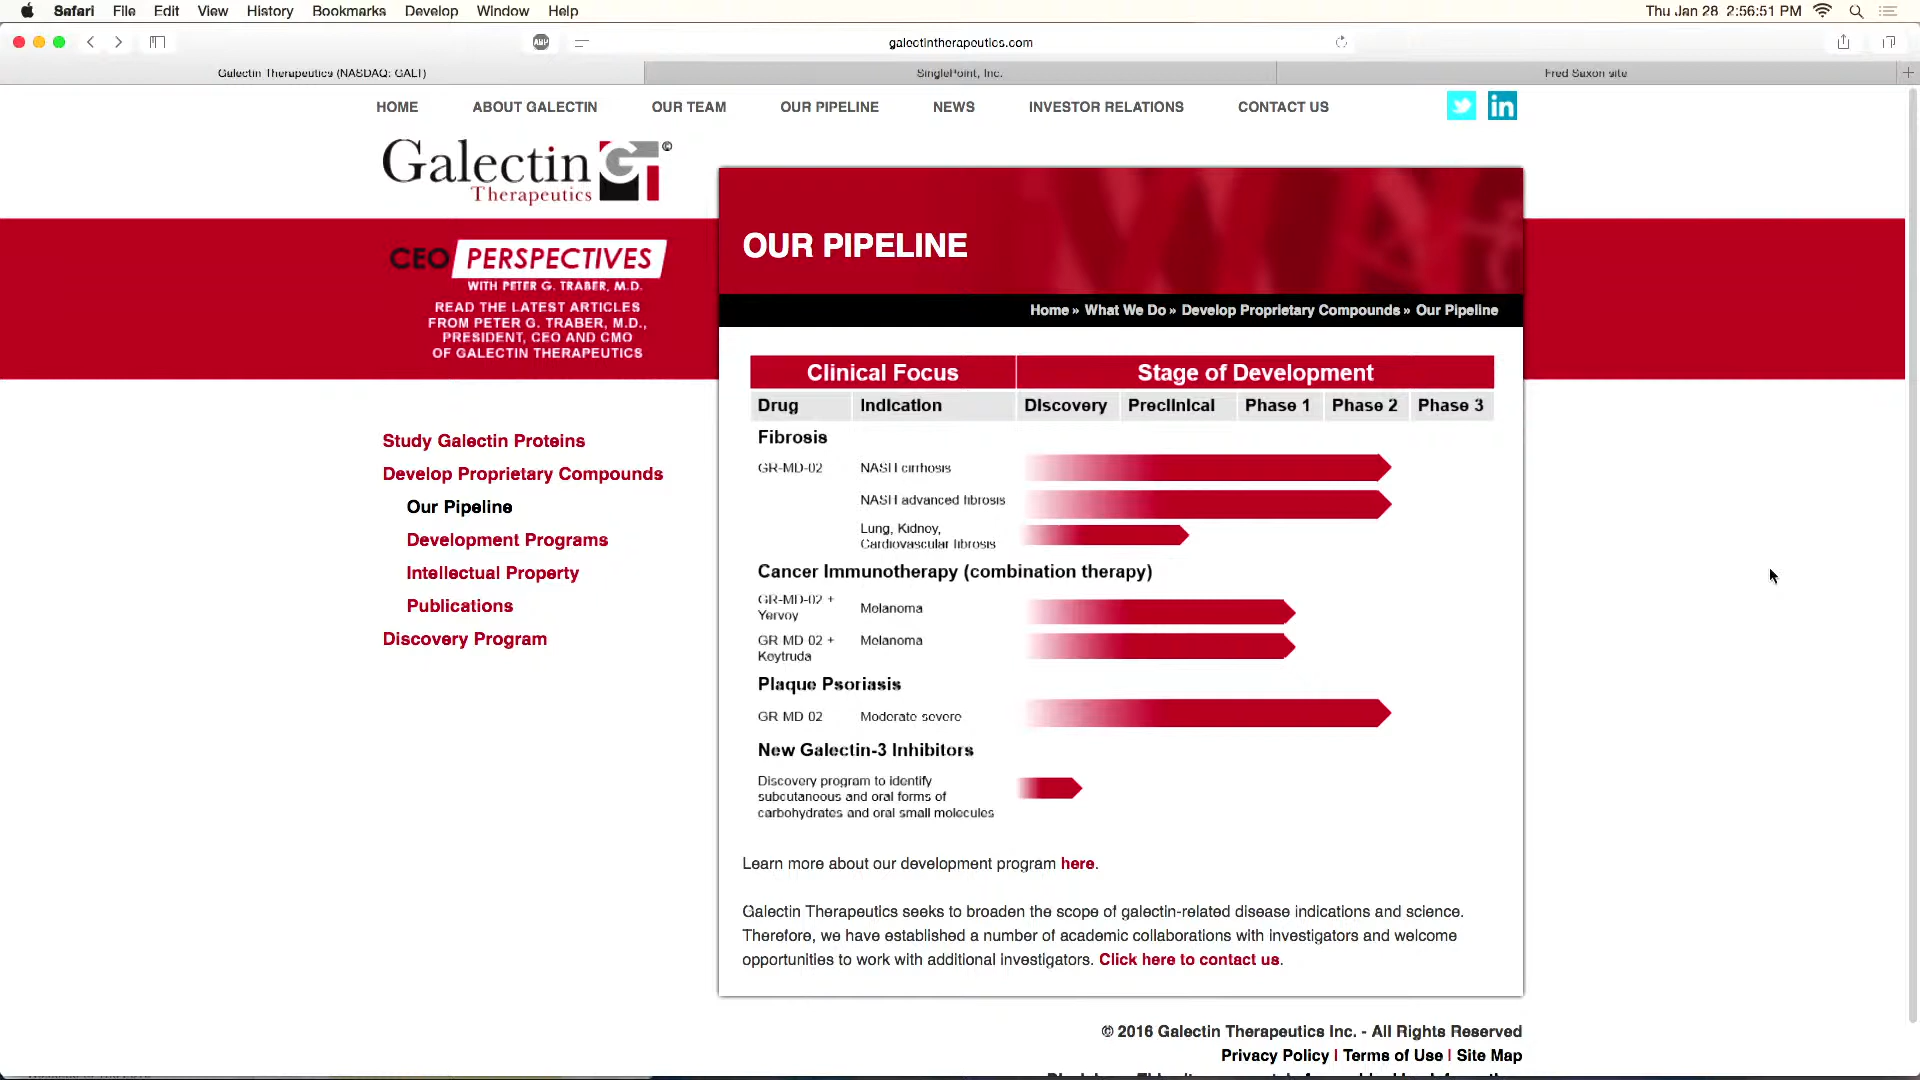 Safari File Edit View History Bookmarks Develop Window Help Thu Jan 28 2:56:51 PM
ABP galectintherapeutics.com
Galectin Therapeutics (NASDAQ: GALT) SinglePoint, Inc. Fred Saxon site
HOME ABOUT GALECTIN OUR TEAM OUR PIPELINE NEWS INVESTOR RELATIONS CONTACT US in
Galectin GT ©
Therapeutics
OUR PIPELINE
CEO PERSPECTIVES
WITH PETER G. TRABER, M.D.
READ THE LATEST ARTICLES
FROM PETER G. TRABER, M.D.,
PRESIDENT, CEO AND CMO
OF GALECTIN THERAPEUTICS
Home » What We Do » Develop Proprietary Compounds » Our Pipeline
Study Galectin Proteins
Develop Proprietary Compounds
Our Pipeline
Development Programs
Intellectual Property
Publications
Discovery Program
Clinical Focus Stage of Development
Drug Indication Discovery Preclinical Phase 1 Phase 2 Phase 3
Fibrosis
GR-MD-02 NASH cirrhosis
NASH advanced fibrosis
Lung, Kidney,
Cardiovascular fibrosis
Cancer Immunotherapy (combination therapy)
GR-MD-02 +
Yervoy Melanoma
GR MD 02 + Melanoma
Keytruda
Plaque Psoriasis
GR MD 02 Moderate severe
New Galectin-3 Inhibitors
Discovery program to identify
subcutaneous and oral forms of
carbohydrates and oral small molecules
Learn more about our development program here.
Galectin Therapeutics seeks to broaden the scope of galectin-related disease indications and science.
Therefore, we have established a number of academic collaborations with investigators and welcome
opportunities to work with additional investigators. Click here to contact us.
© 2016 Galectin Therapeutics Inc. - All Rights Reserved
Privacy Policy | Terms of Use | Site Map